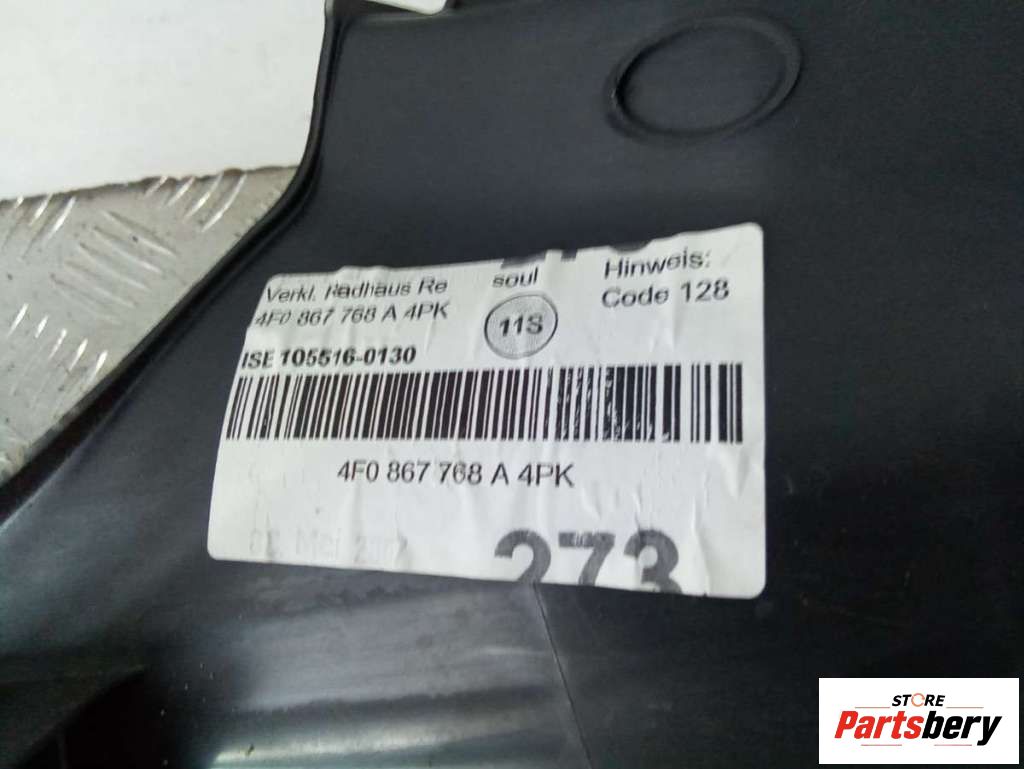 Verkl. Radhaus Re
soul
Hinweis:
4F0 867 768 A 4PK
11S
Code 128
ISE 105516-0130
4F0 867 768 A 4PK
273
STORE
Partsbery